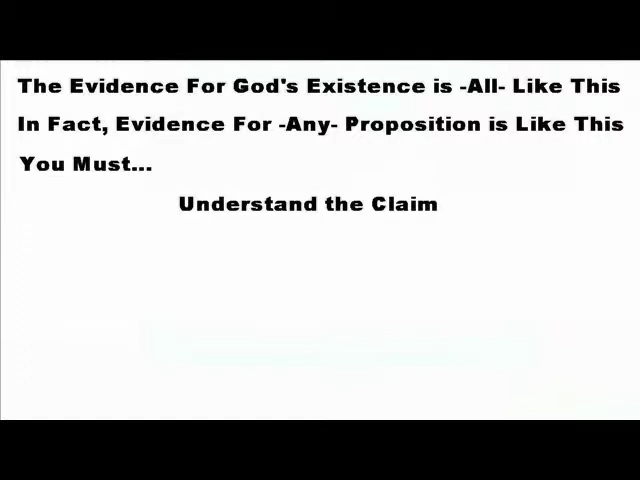 The Evidence For God's Existence is -All- Like This
In Fact, Evidence For -Any- Proposition is Like This
You Must...
Understand the Claim